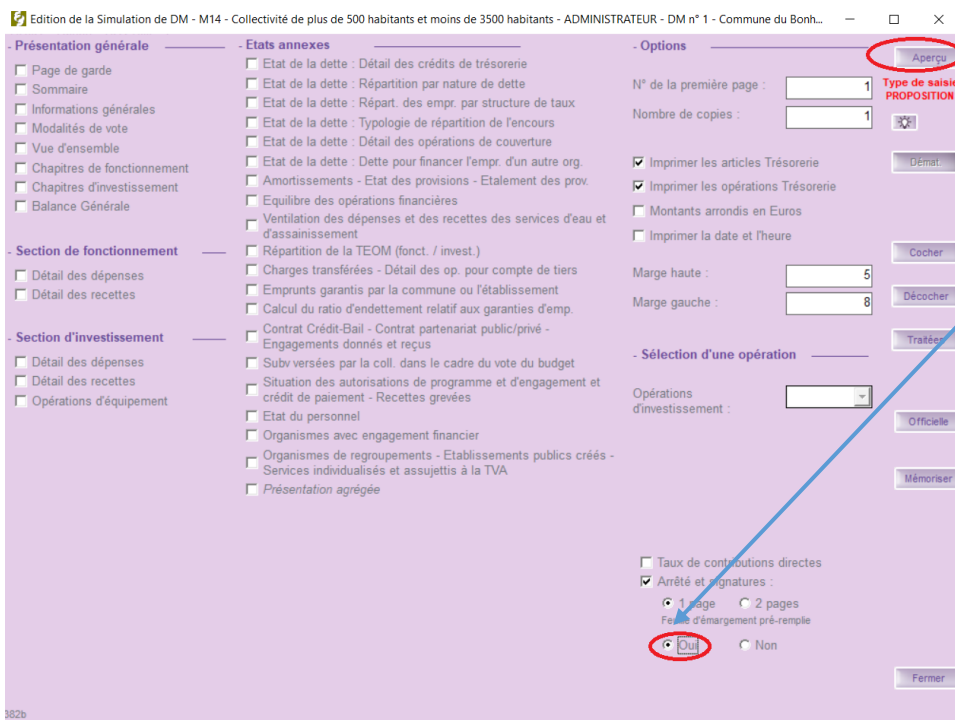 Edition de la Simulation de DM - M14 - Collectivité de plus de 500 habitants et moins de 3500 habitants - ADMINISTRATEUR - DM n° 1 - Commune du Bonh...
- Présentation générale
Page de garde
Sommaire
Informations générales
Modalités de vote
Vue d'ensemble
Chapitres de fonctionnement
Chapitres d'investissement
Balance Générale
- Section de fonctionnement
Détail des dépenses
Détail des recettes
- Section d'investissement
Détail des dépenses
Détail des recettes
Opérations d'équipement
- Etats annexes
Etat de la dette : Détail des crédits de trésorerie
Etat de la dette : Répartition par nature de dette
Etat de la dette : Répart. des empr. par structure de taux
Etat de la dette : Typologie de répartition de l'encours
Etat de la dette : Détail des opérations de couverture
Etat de la dette : Dette pour financer l'empr. d'un autre org.
Amortissements - Etat des provisions - Etalement des prov.
Equilibre des opérations financières
Ventilation des dépenses et des recettes des services d'eau et
d'assainissement
Répartition de la TEOM (fonct. / invest.)
Charges transférées - Détail des op. pour compte de tiers
Emprunts garantis par la commune ou l'établissement
Calcul du ratio d'endettement relatif aux garanties d'emp.
Contrat Crédit-Bail - Contrat partenariat public/privé -
Engagements donnés et reçus
Subv versées par la coll. dans le cadre du vote du budget
Situation des autorisations de programme et d'engagement et
crédit de paiement - Recettes grevées
Etat du personnel
Organismes avec engagement financier
Organismes de regroupements - Etablissements publics créés -
Services individualisés et assujettis à la TVA
Présentation agrégée
- Options
N° de la première page : 1
Nombre de copies : 1
Imprimer les articles Trésorerie
Imprimer les opérations Trésorerie
Montants arrondis en Euros
Imprimer la date et l'heure
Marge haute : 5
Marge gauche : 8
- Sélection d'une opération
Opérations
d'investissement :
Taux de contributions directes
Arrêté et signatures :
1 page 2 pages
Feuille d'émargement pré-remplie
Oui Non
Aperçu
Type de saisie
PROPOSITION
Démat.
Cocher
Décocher
Traitées
Officielle
Mémoriser
Fermer
382b